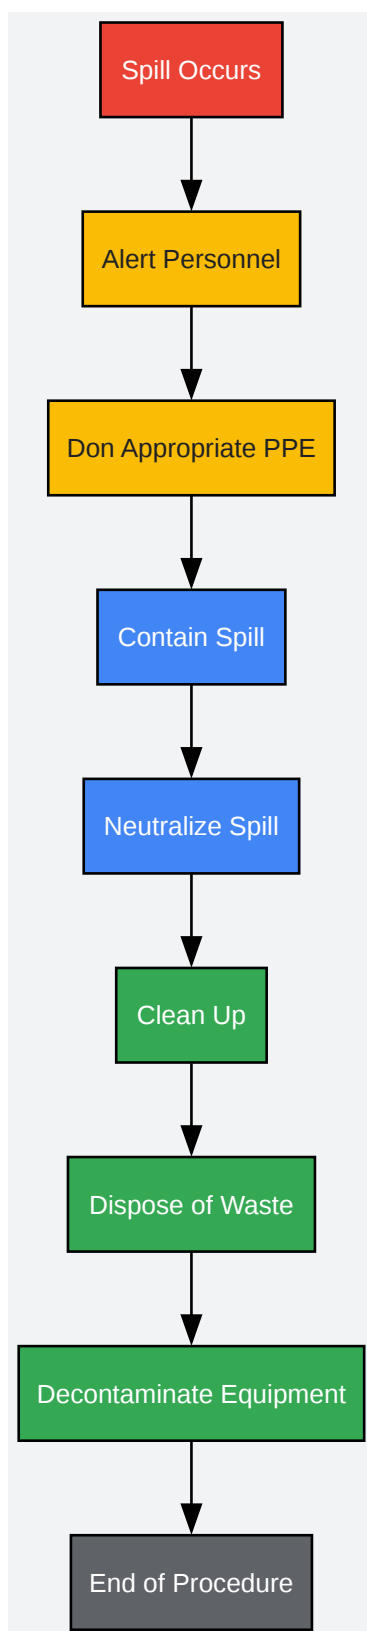 Spill Occurs
Alert Personnel
Don Appropriate PPE
Contain Spill
Neutralize Spill
Clean Up
Dispose of Waste
Decontaminate Equipment
End of Procedure